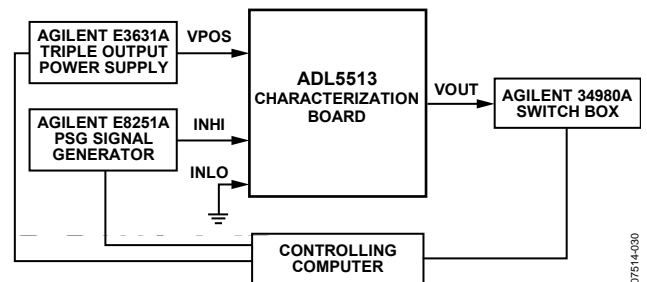 AGILENT E3631A
TRIPLE OUTPUT
POWER SUPPLY
VPOS
AGILENT E8251A
PSG SIGNAL
GENERATOR
INHI
INLO
ADL5513
CHARACTERIZATION
BOARD
VOUT
AGILENT 34980A
SWITCH BOX
CONTROLLING
COMPUTER
07514-030